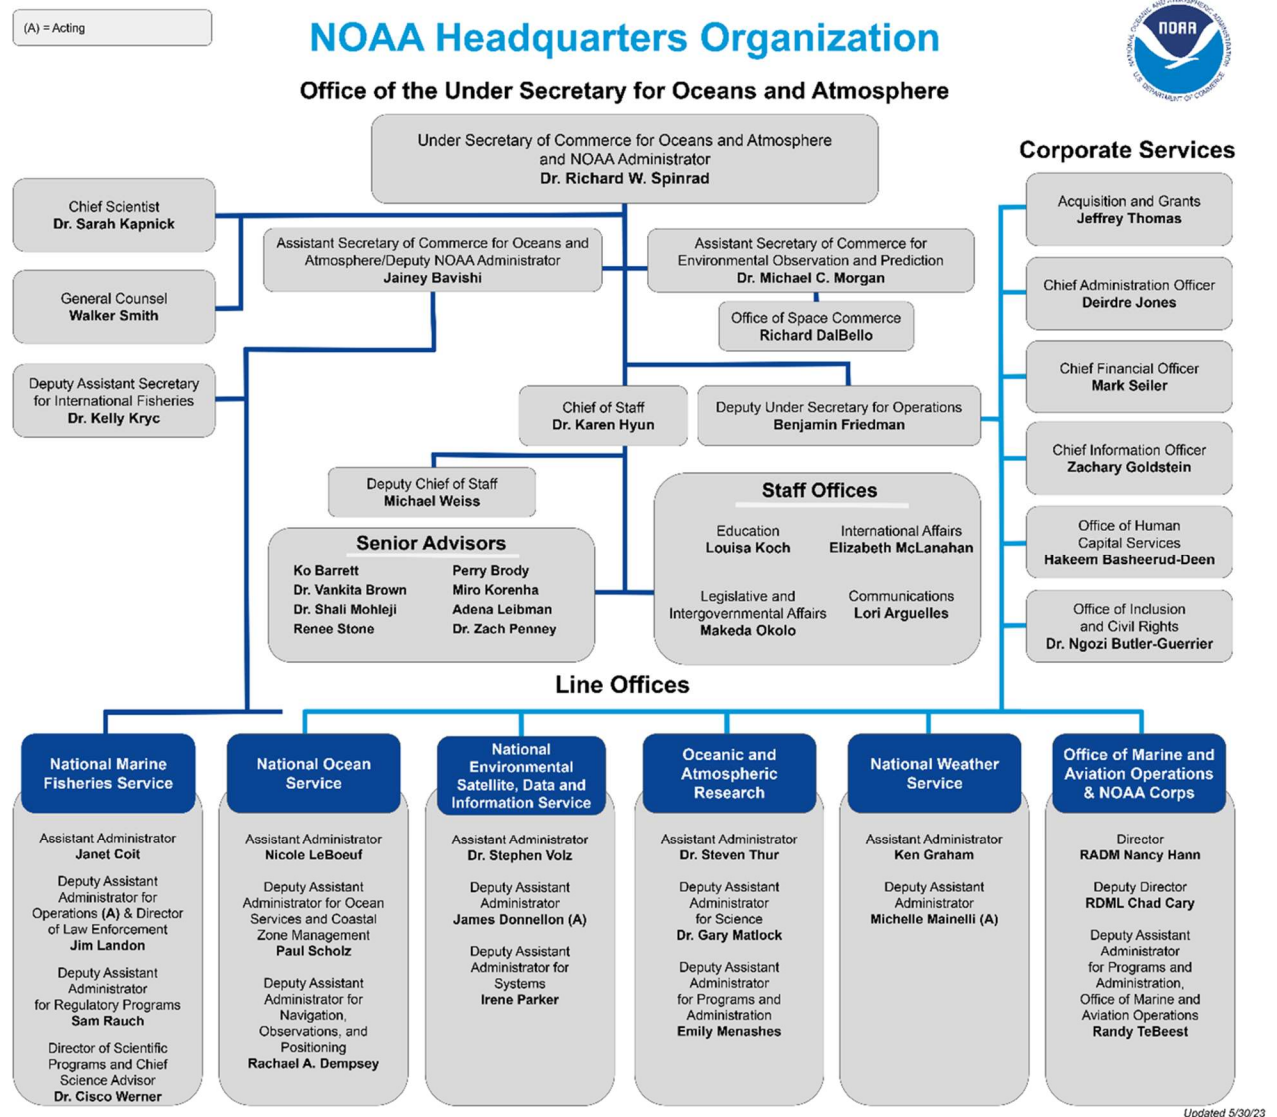 (A) = Acting
NOAA Headquarters Organization
NATIONAL OCEANIC AND ATMOSPHERIC ADMINISTRATION
NOAA
U.S. DEPARTMENT OF COMMERCE
Office of the Under Secretary for Oceans and Atmosphere
Under Secretary of Commerce for Oceans and Atmosphere
and NOAA Administrator
Dr. Richard W. Spinrad
Chief Scientist
Dr. Sarah Kapnick
General Counsel
Walker Smith
Deputy Assistant Secretary
for International Fisheries
Dr. Kelly Kryc
Assistant Secretary of Commerce for Oceans and
Atmosphere/Deputy NOAA Administrator
Jainey Bavishi
Assistant Secretary of Commerce for
Environmental Observation and Prediction
Dr. Michael C. Morgan
Office of Space Commerce
Richard DalBello
Chief of Staff
Dr. Karen Hyun
Deputy Under Secretary for Operations
Benjamin Friedman
Deputy Chief of Staff
Michael Weiss
Senior Advisors
Ko Barrett
Dr. Vankita Brown
Dr. Shali Mohleji
Renee Stone
Perry Brody
Miro Korenha
Adena Leibman
Dr. Zach Penney
Staff Offices
Education
Louisa Koch
International Affairs
Elizabeth McLanahan
Legislative and
Intergovernmental Affairs
Makeda Okolo
Communications
Lori Arguelles
Corporate Services
Acquisition and Grants
Jeffrey Thomas
Chief Administration Officer
Deirdre Jones
Chief Financial Officer
Mark Seiler
Chief Information Officer
Zachary Goldstein
Office of Human
Capital Services
Hakeem Basheerud-Deen
Office of Inclusion
and Civil Rights
Dr. Ngozi Butler-Guerrier
Line Offices
National Marine
Fisheries Service
Assistant Administrator
Janet Coit
Deputy Assistant
Administrator for
Operations (A) & Director
of Law Enforcement
Jim Landon
Deputy Assistant
Administrator
for Regulatory Programs
Sam Rauch
Director of Scientific
Programs and Chief
Science Advisor
Dr. Cisco Werner
National Ocean
Service
Assistant Administrator
Nicole LeBoeuf
Deputy Assistant
Administrator for Ocean
Services and Coastal
Zone Management
Paul Scholz
Deputy Assistant
Administrator for
Navigation,
Observations, and
Positioning
Rachael A. Dempsey
National
Environmental
Satellite, Data and
Information Service
Assistant Administrator
Dr. Stephen Volz
Deputy Assistant
Administrator
James Donnellon (A)
Deputy Assistant
Administrator for
Systems
Irene Parker
Oceanic and
Atmospheric
Research
Assistant Administrator
Dr. Steven Thur
Deputy Assistant
Administrator
for Science
Dr. Gary Matlock
Deputy Assistant
Administrator
for Programs and
Administration
Emily Menashes
National Weather
Service
Assistant Administrator
Ken Graham
Deputy Assistant
Administrator
Michelle Mainelli (A)
Office of Marine and
Aviation Operations
& NOAA Corps
Director
RADM Nancy Hann
Deputy Director
RDML Chad Cary
Deputy Assistant
Administrator
for Programs and
Administration,
Office of Marine and
Aviation Operations
Randy TeBeest
Updated 5/30/23